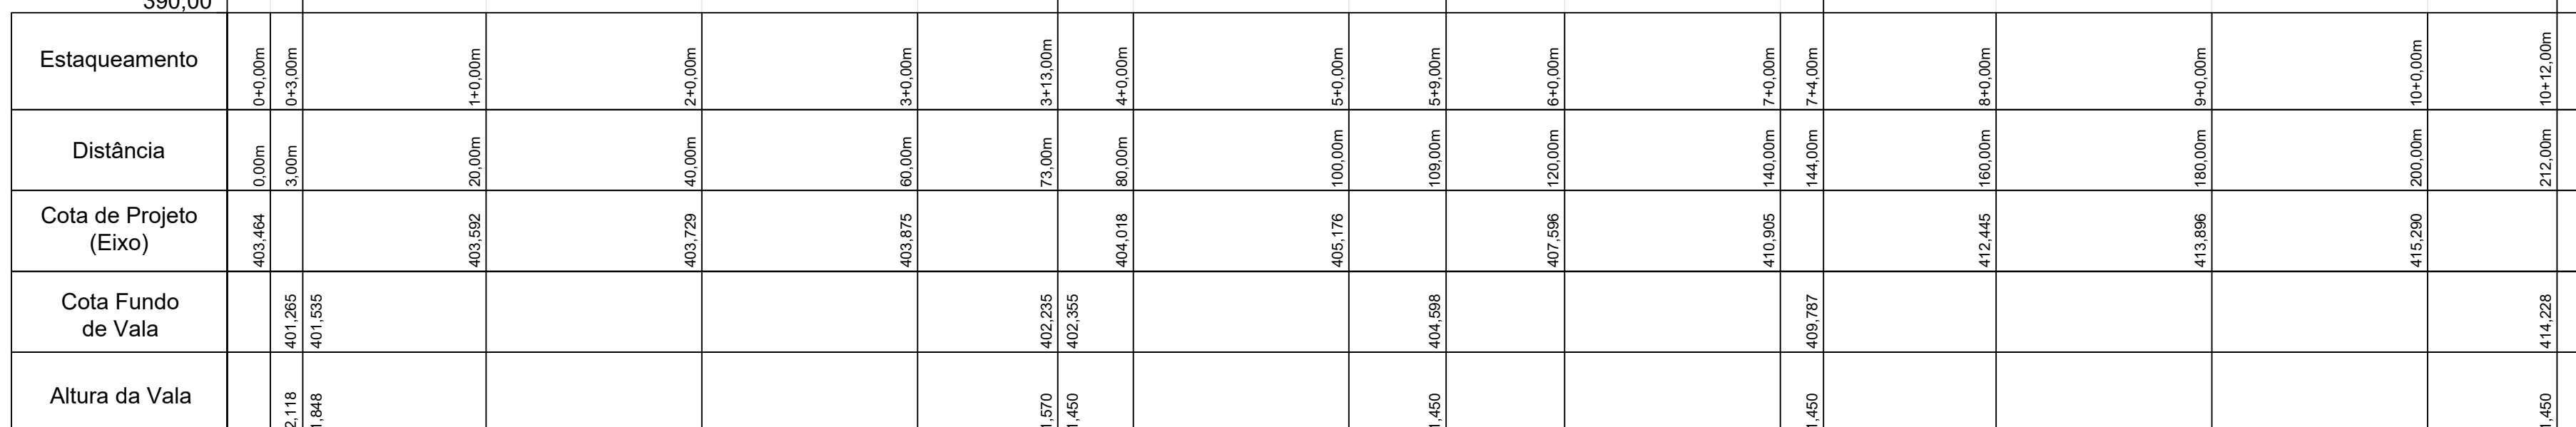 390,00
Estaqueamento
0+0,00m
0+3,00m
1+0,00m
2+0,00m
3+0,00m
3+13,00m
4+0,00m
5+0,00m
5+9,00m
6+0,00m
7+0,00m
7+4,00m
8+0,00m
9+0,00m
10+0,00m
10+12,00m
Distância
0,00m
3,00m
20,00m
40,00m
60,00m
73,00m
80,00m
100,00m
109,00m
120,00m
140,00m
144,00m
160,00m
180,00m
200,00m
212,00m
Cota de Projeto
(Eixo)
403,464
403,592
403,729
403,875
404,018
405,176
407,596
410,905
412,445
413,896
415,290
Cota Fundo
de Vala
401,265
401,535
402,235
402,355
404,598
409,787
414,228
Altura da Vala
2,118
1,848
1,570
1,450
1,450
1,450
1,450